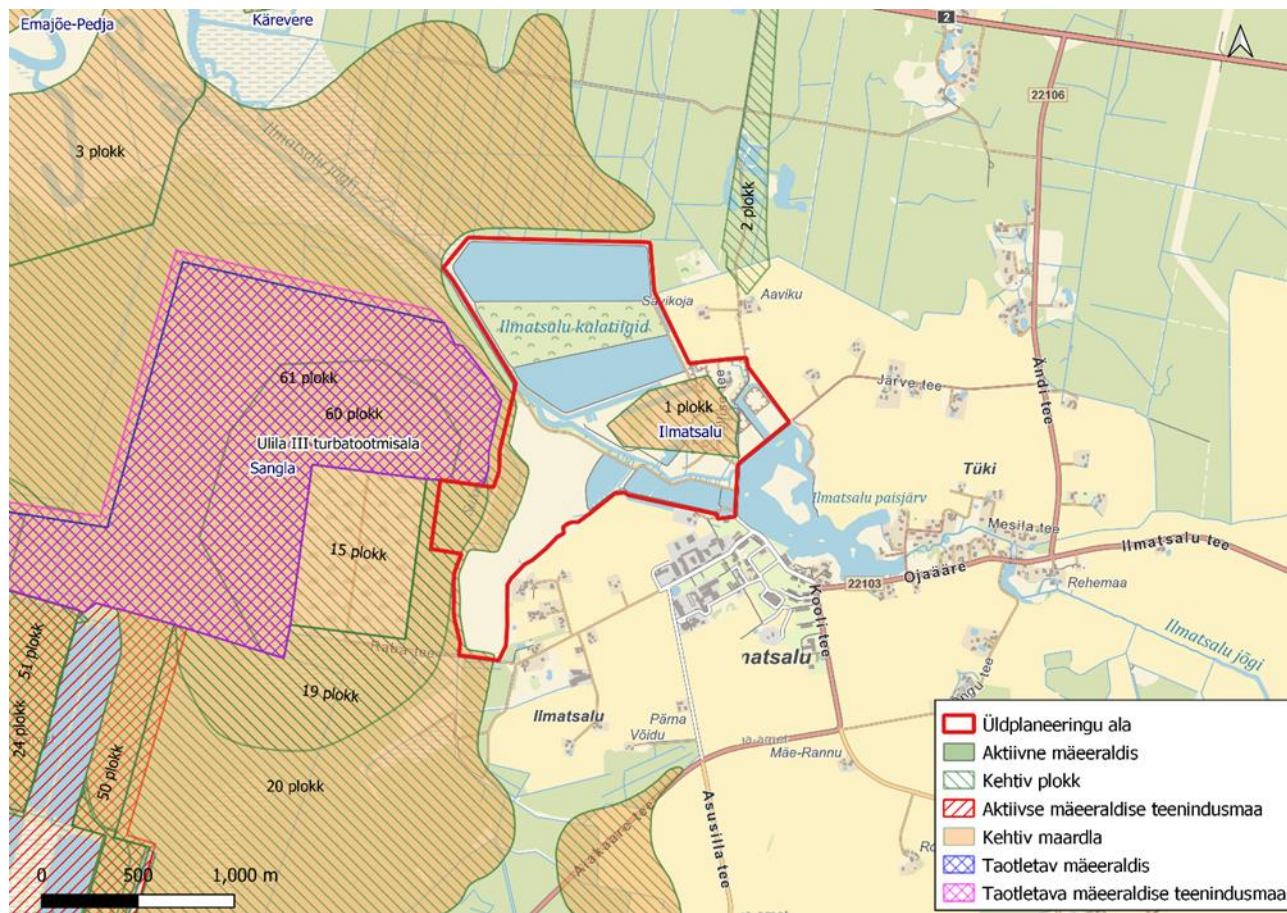 Emajõe-Pedja
Kärevere
2
22106
3 plokk
Ilmatsalu jõgi
2 plokk
Savikoja
Aaviku
Ilmatsalu kalatiigid
Ändi tee
Järve tee
61 plokk
60 plokk
1 plokk
Ilmatsalu
Ulila III turbatootmisala
Sangla
Tüki
Ilmatsalu paisjärv
Mesila tee
15 plokk
Ilmatsalu tee
Ojaääre
22103
Rehemaa
Kooli tee
Ilmatsalu jõgi
51 plokk
24 plokk
Raba tee
19 plokk
matsalu
Ilmatsalu
Pärna
Võidu
Mäe-Rannu
50 plokk
20 plokk
Asusilla tee
0 500 1,000 m
Üldplaneeringu ala
Aktiivne mäeeraldis
Kehtiv plokk
Aktiivse mäeeraldise teenindusmaa
Kehtiv maardla
Taotletav mäeeraldis
Taotletava mäeeraldise teenindusmaa